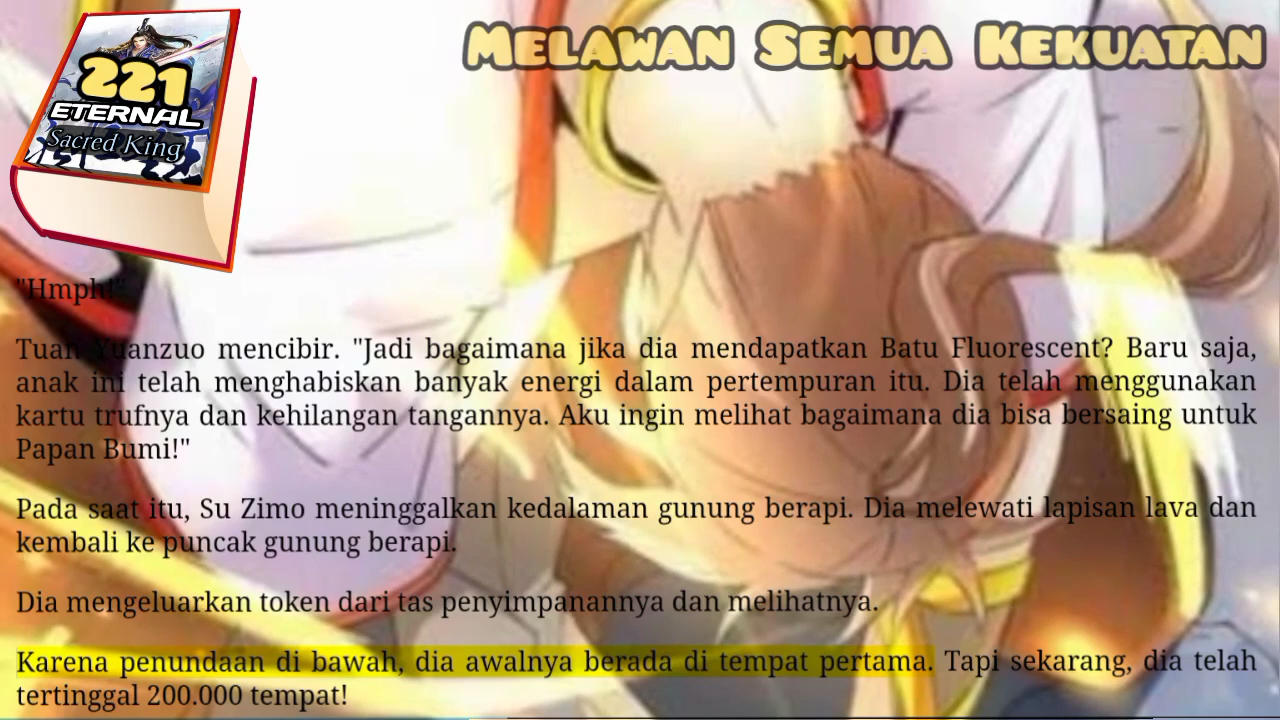 221
ETERNAL
Sacred King
MELAWAN SEMUA KEKUATAN
"Hmph!"
Tuan Yuanzuo mencibir. "Jadi bagaimana jika dia mendapatkan Batu Fluorescent? Baru saja,
anak ini telah menghabiskan banyak energi dalam pertempuran itu. Dia telah menggunakan
kartu trufnya dan kehilangan tangannya. Aku ingin melihat bagaimana dia bisa bersaing untuk
Papan Bumi!"
Pada saat itu, Su Zimo meninggalkan kedalaman gunung berapi. Dia melewati lapisan lava dan
kembali ke puncak gunung berapi.
Dia mengeluarkan token dari tas penyimpanannya dan melihatnya.
Karena penundaan di bawah, dia awalnya berada di tempat pertama. Tapi sekarang, dia telah
tertinggal 200.000 tempat!